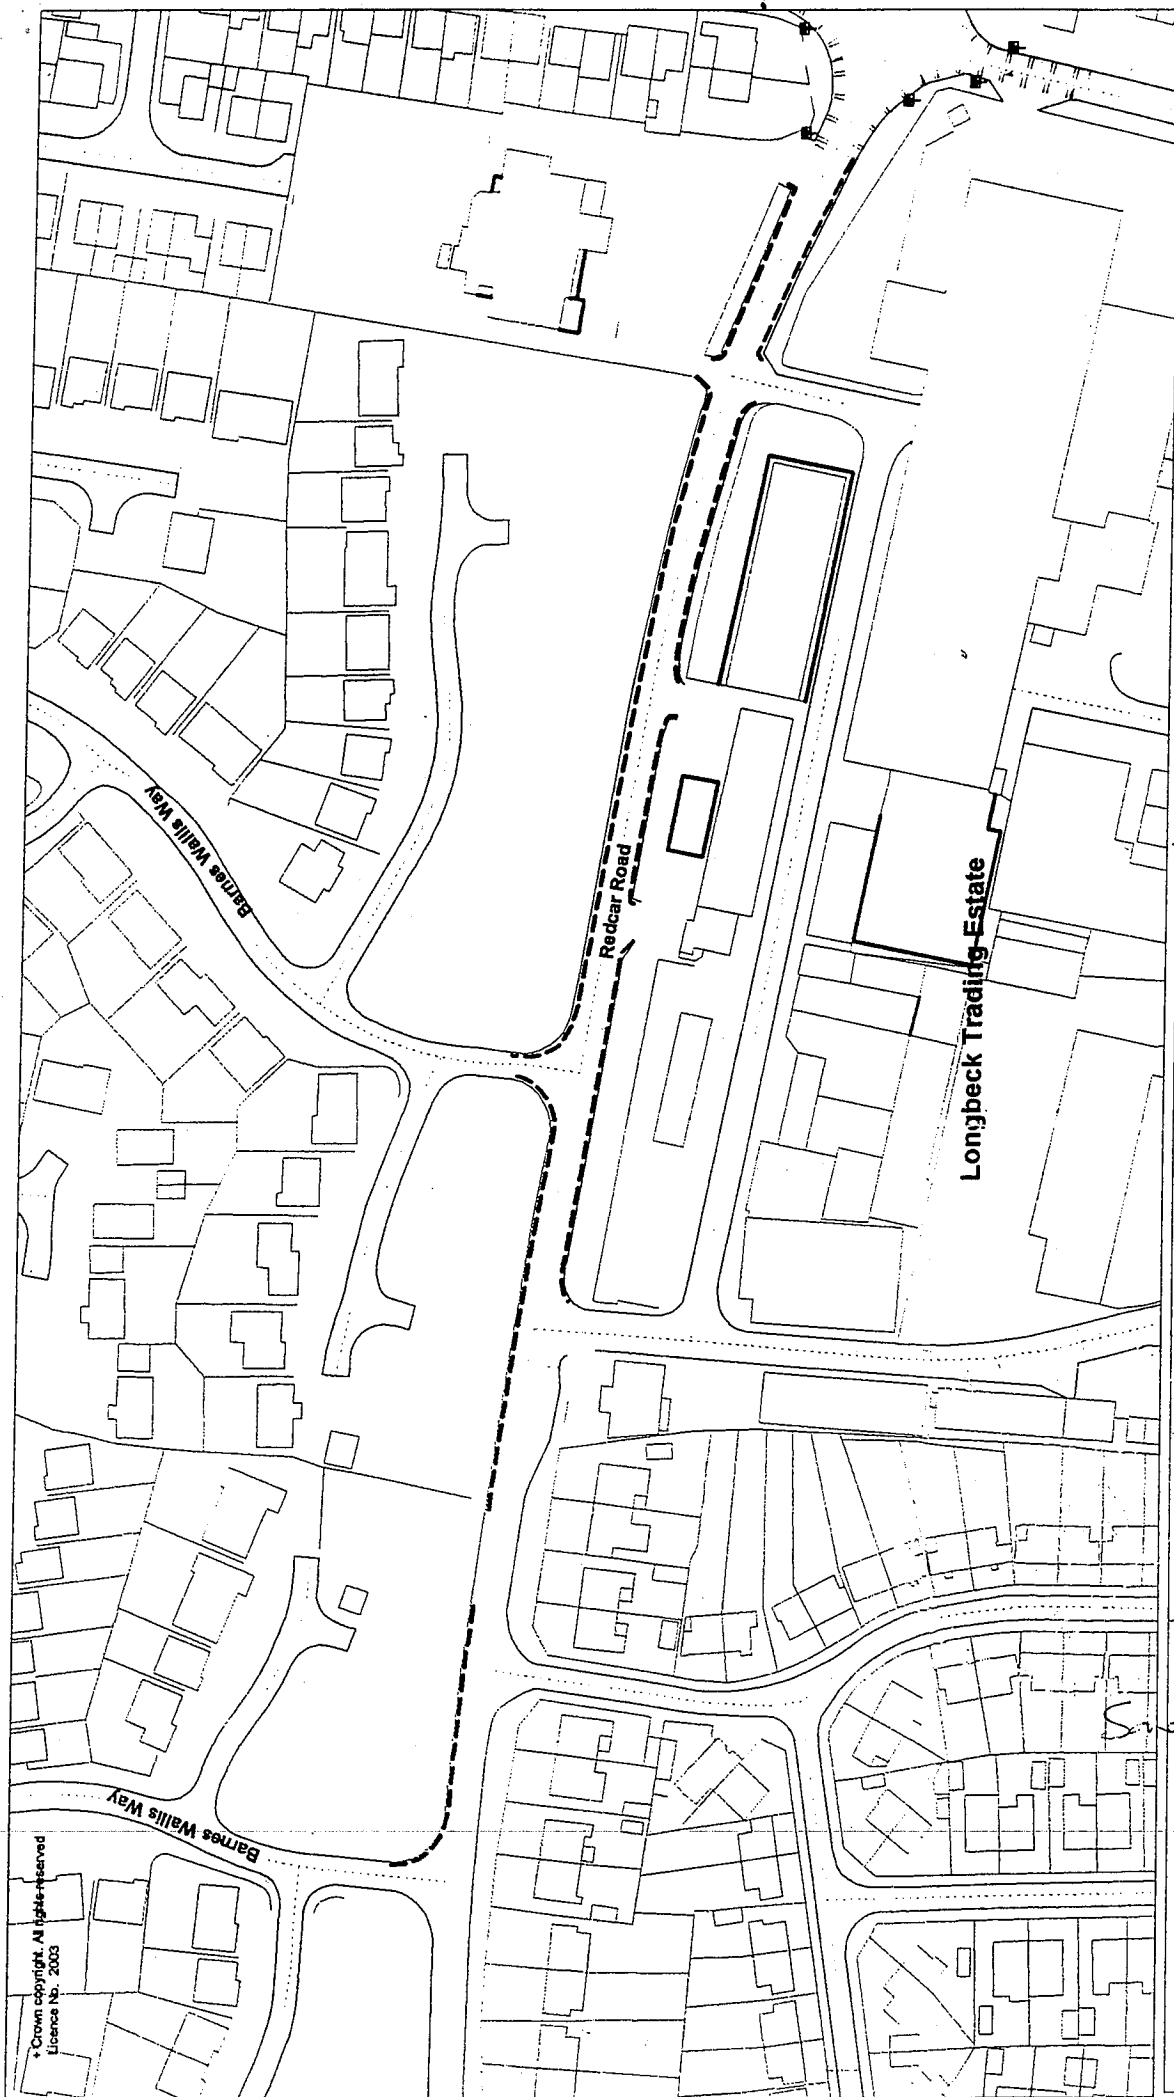 Barnes Wallis Way
Redcar Road
Longbeck Trading Estate
Barnes Wallis Way
+ Crown copyright. All rights reserved
Licence No. 2003